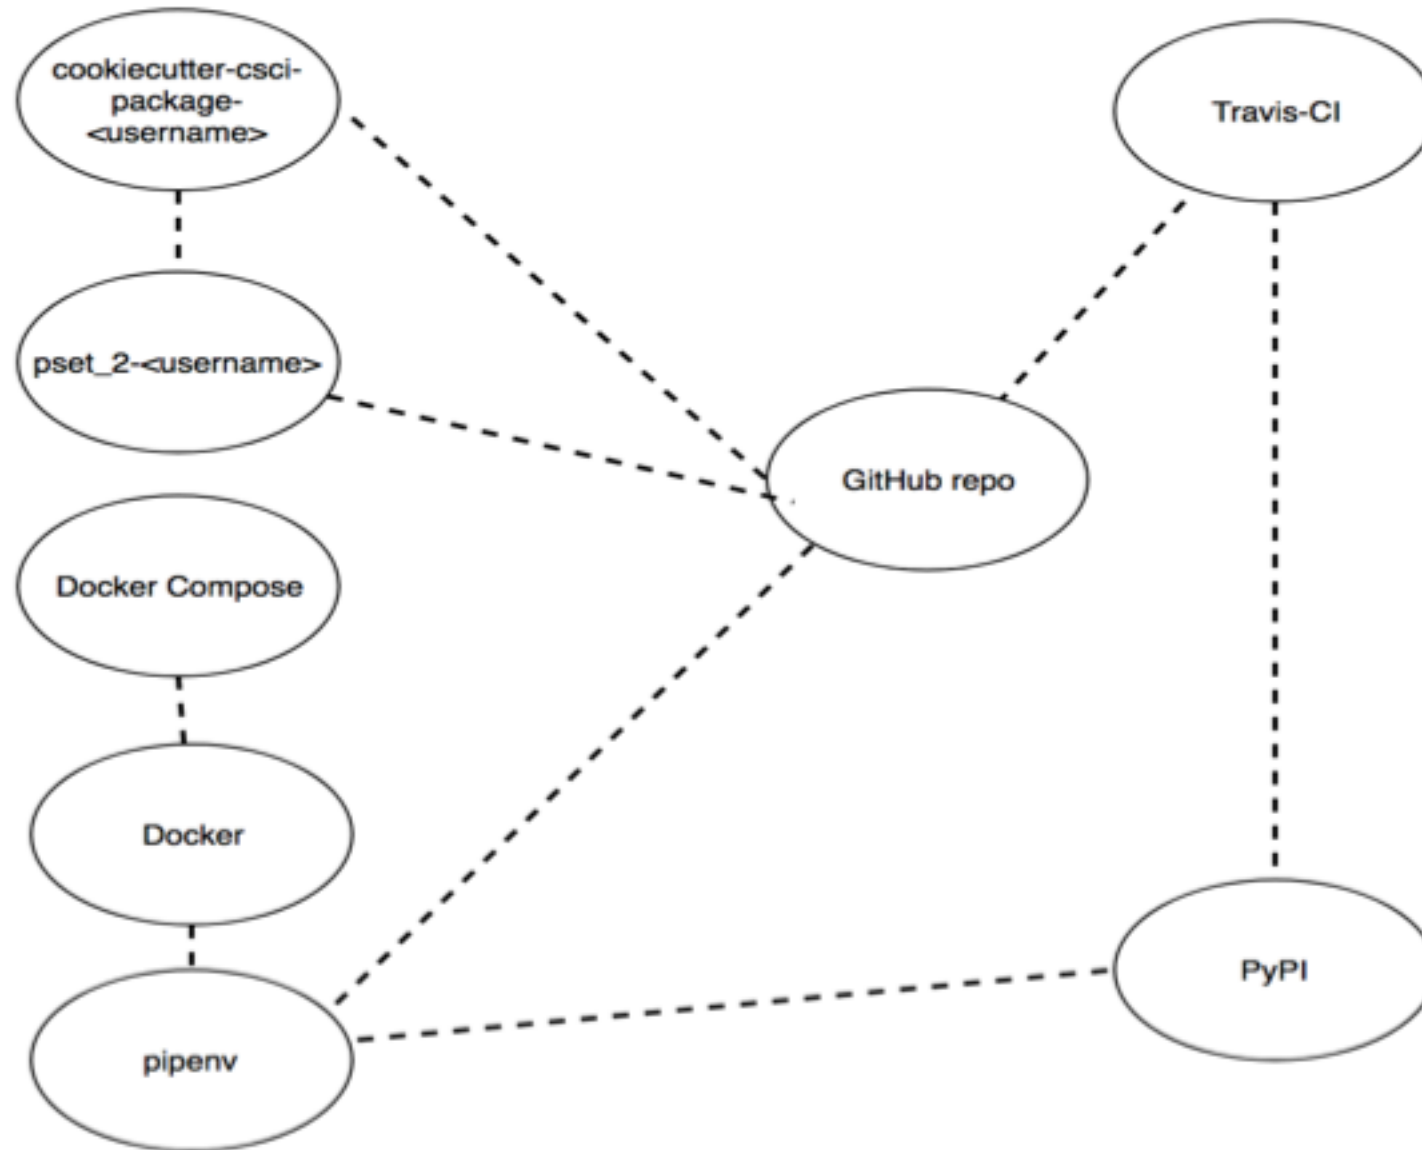 cookiecutter-csci-
package-
<username>
Travis-CI
pset_2-<username>
GitHub repo
Docker Compose
Docker
PyPI
pipenv